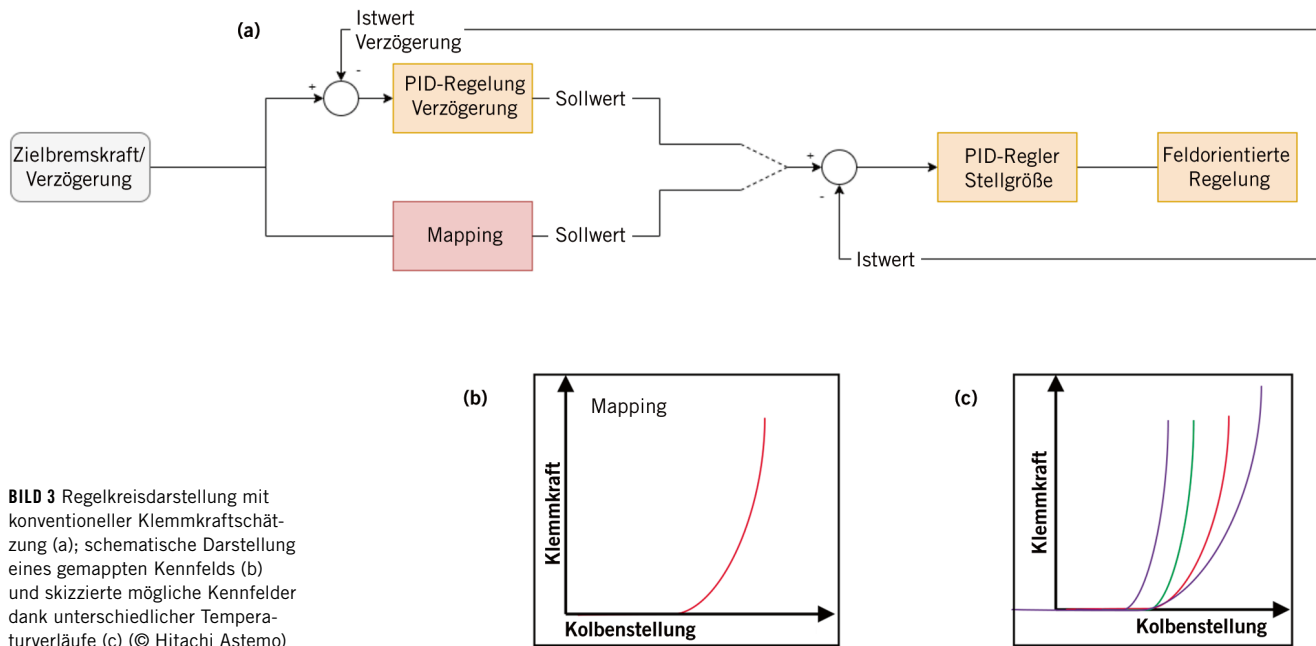 (a)
Istwert
Verzögerung
+
-
PID-Regelung
Verzögerung
Sollwert
Zielbremskraft/
Verzögerung
Mapping
Sollwert
+
-
PID-Regler
Stellgröße
Feldorientierte
Regelung
Istwert
(b)
Mapping
Klemmkraft
Kolbenstellung
(c)
Klemmkraft
Kolbenstellung
BILD 3 Regelkreisdarstellung mit
konventioneller Klemmkraftschät-
zung (a); schematische Darstellung
eines gemappten Kennfelds (b)
und skizzierte mögliche Kennfelder
dank unterschiedlicher Tempera-
turverläufe (c) (© Hitachi Astemo)